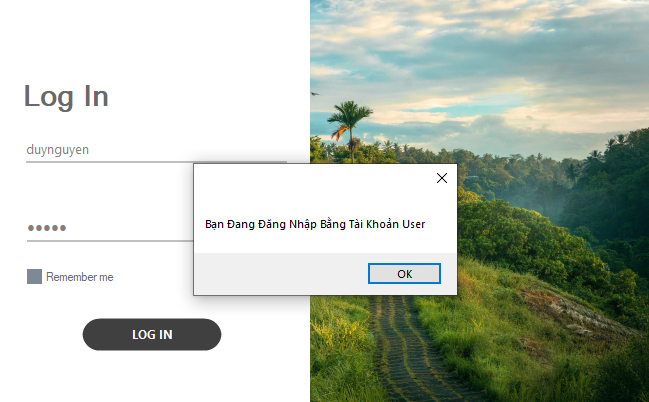 Log In
duynguyen
Bạn Đang Đăng Nhập Bằng Tài Khoản User
OK
Remember me
LOG IN